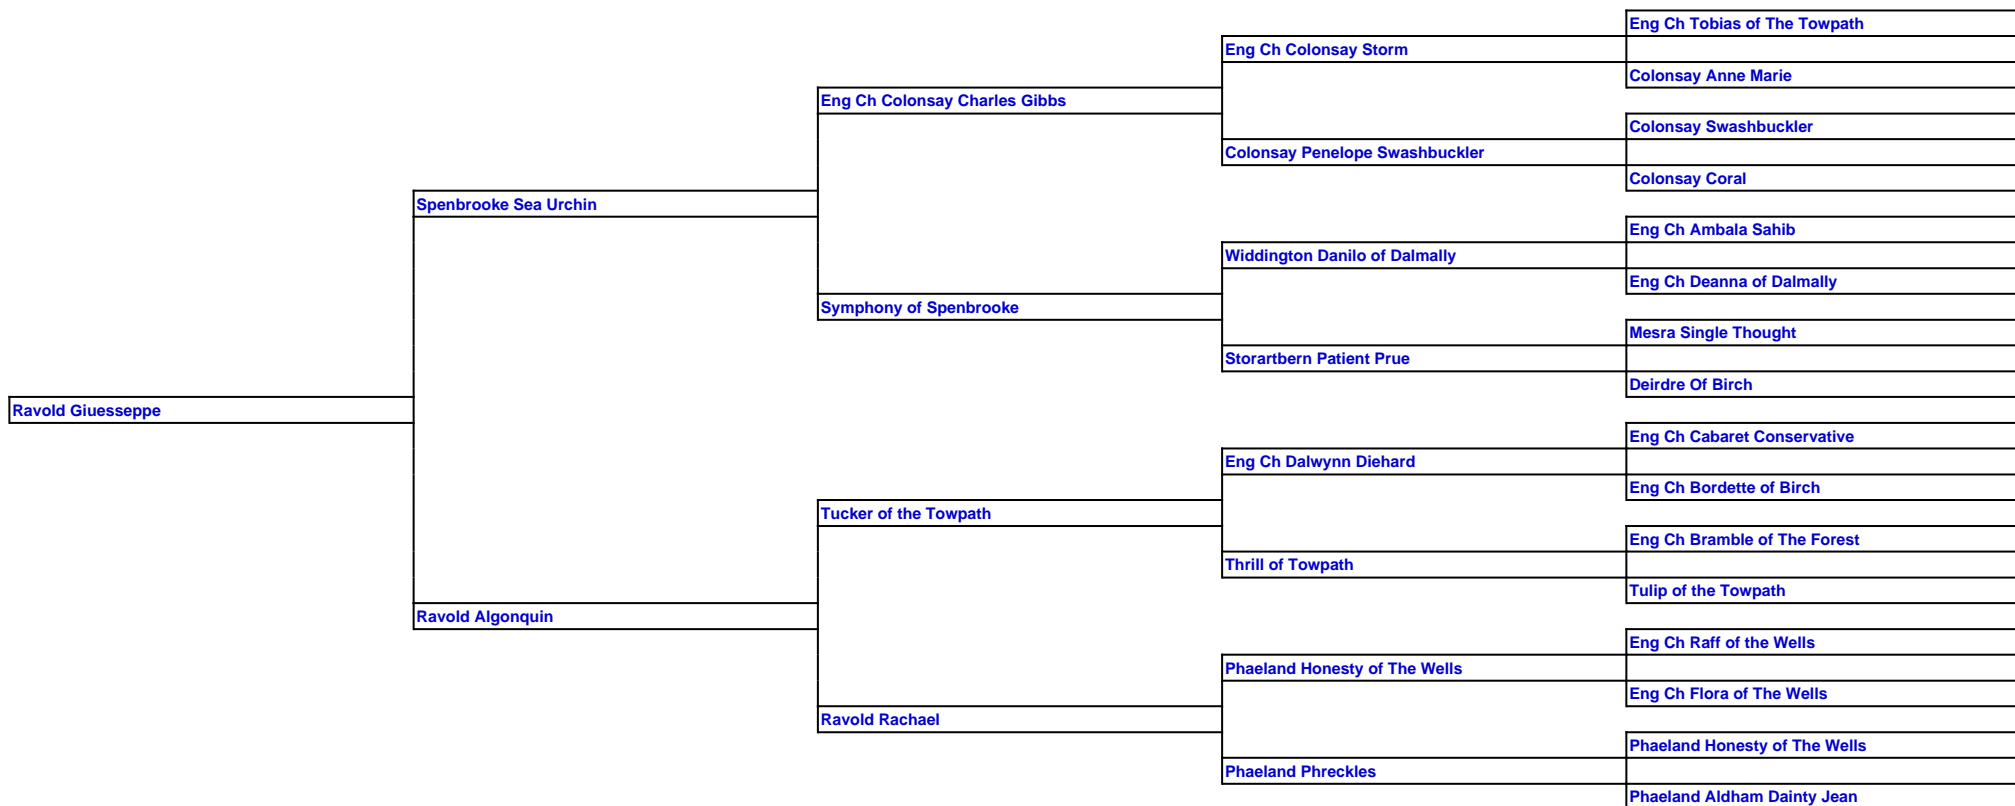 Eng Ch Tobias of The Towpath
Eng Ch Colonsay Storm
Colonsay Anne Marie
Eng Ch Colonsay Charles Gibbs
Colonsay Swashbuckler
Colonsay Penelope Swashbuckler
Colonsay Coral
Spenbrooke Sea Urchin
Eng Ch Ambala Sahib
Widdington Danilo of Dalmally
Eng Ch Deanna of Dalmally
Symphony of Spenbrooke
Mesra Single Thought
Storartbern Patient Prue
Deirdre Of Birch
Ravold Giuesseppe
Eng Ch Cabaret Conservative
Eng Ch Dalwynn Diehard
Eng Ch Bordette of Birch
Tucker of the Towpath
Eng Ch Bramble of The Forest
Thrill of Towpath
Tulip of the Towpath
Ravold Algonquin
Eng Ch Raff of the Wells
Phaeland Honesty of The Wells
Eng Ch Flora of The Wells
Ravold Rachael
Phaeland Honesty of The Wells
Phaeland Phreckles
Phaeland Aldham Dainty Jean